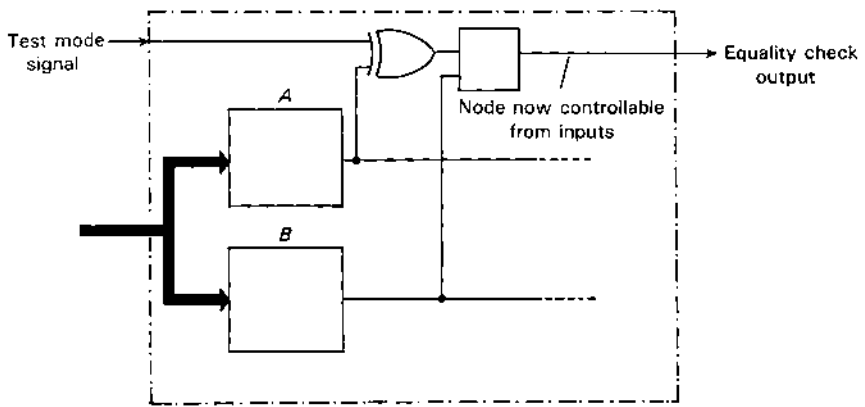 Test mode
signal
Equality check
output
Node now controllable
from inputs
A
B